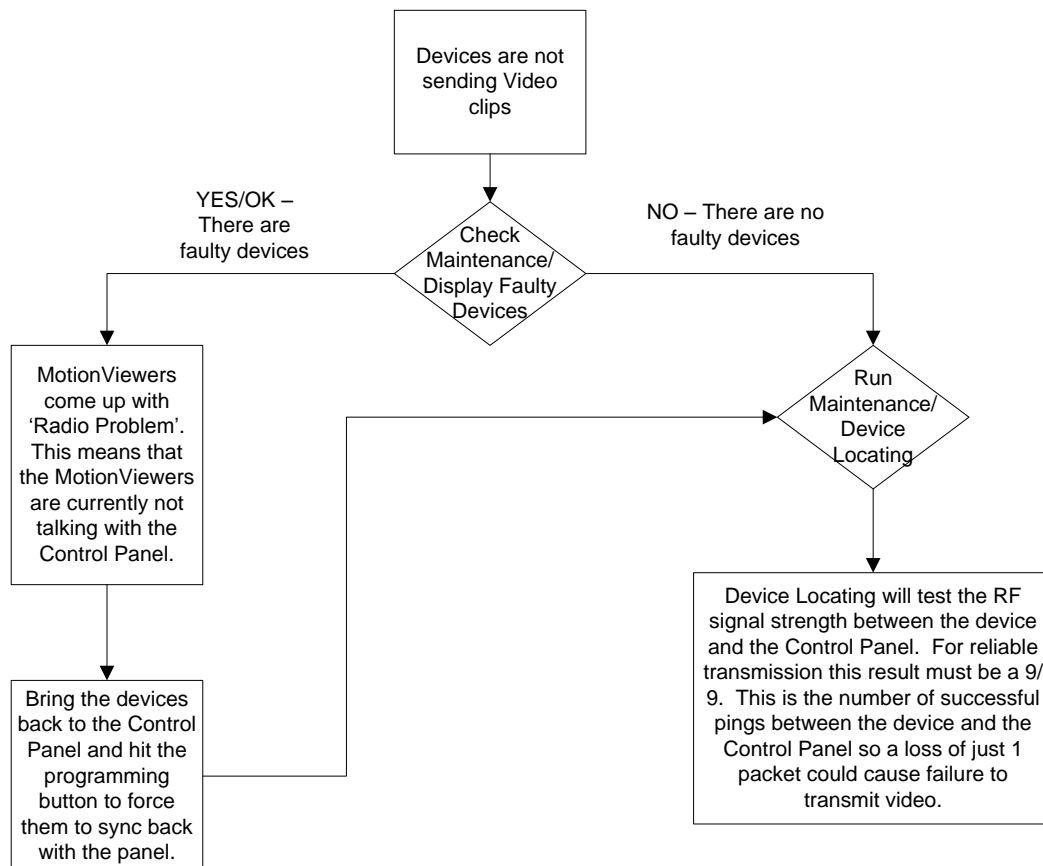 Devices are not
sending Video
clips
YES/OK –
There are
faulty devices
NO – There are no
faulty devices
Check
Maintenance/
Display Faulty
Devices
MotionViewers
come up with
‘Radio Problem’.
This means that
the MotionViewers
are currently not
talking with the
Control Panel.
Run
Maintenance/
Device
Locating
Bring the devices
back to the Control
Panel and hit the
programming
button to force
them to sync back
with the panel.
Device Locating will test the RF
signal strength between the device
and the Control Panel.  For reliable
transmission this result must be a 9/
9.  This is the number of successful
pings between the device and the
Control Panel so a loss of just 1
packet could cause failure to
transmit video.